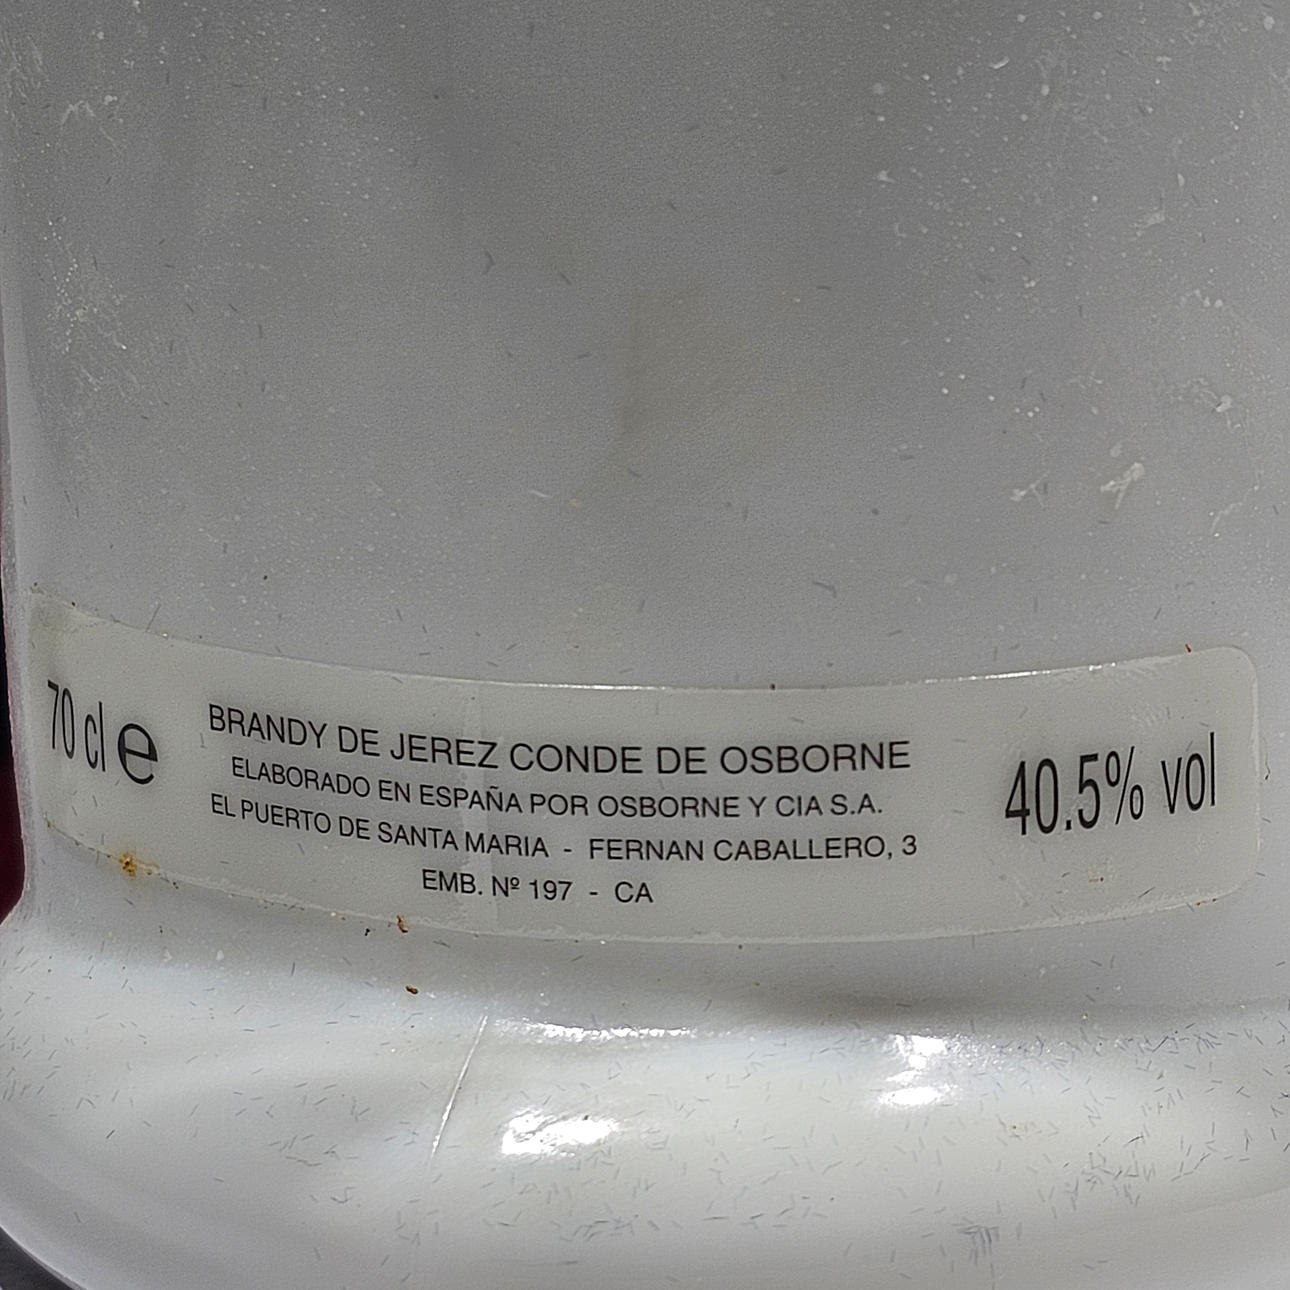 70 cl e
BRANDY DE JEREZ CONDE DE OSBORNE
ELABORADO EN ESPAÑA POR OSBORNE Y CIA S.A.
EL PUERTO DE SANTA MARIA - FERNAN CABALLERO, 3
EMB. Nº 197 - CA
40.5% vol